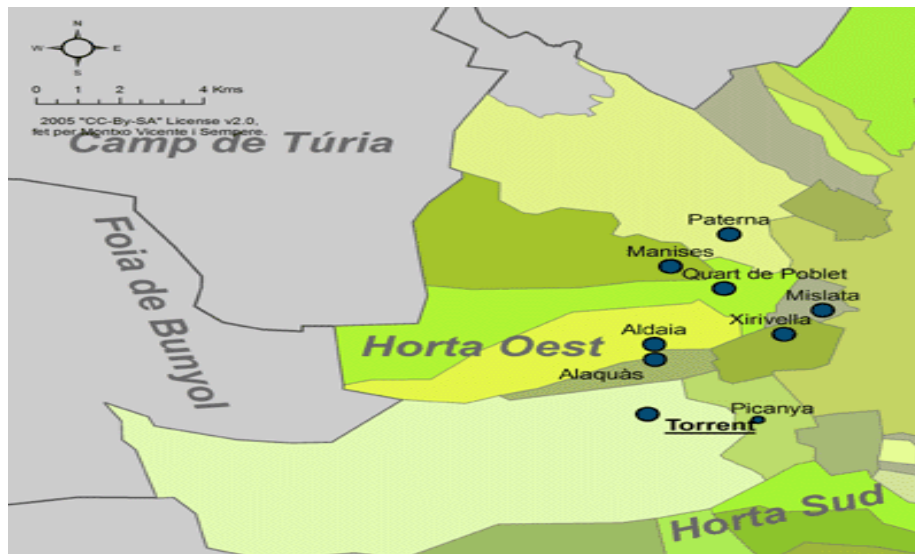 N
W E
S
0 1 2 4 Kms
2005 "CC-By-SA" License v2.0,
fet per Montxo Vicente i Sempere.
Camp de Túria
Foia de Bunyol
Paterna
Manises
Quart de Poblet
Mislata
Xirivella
Aldaia
Horta Oest
Alaquàs
Picanya
Torrent
Horta Sud